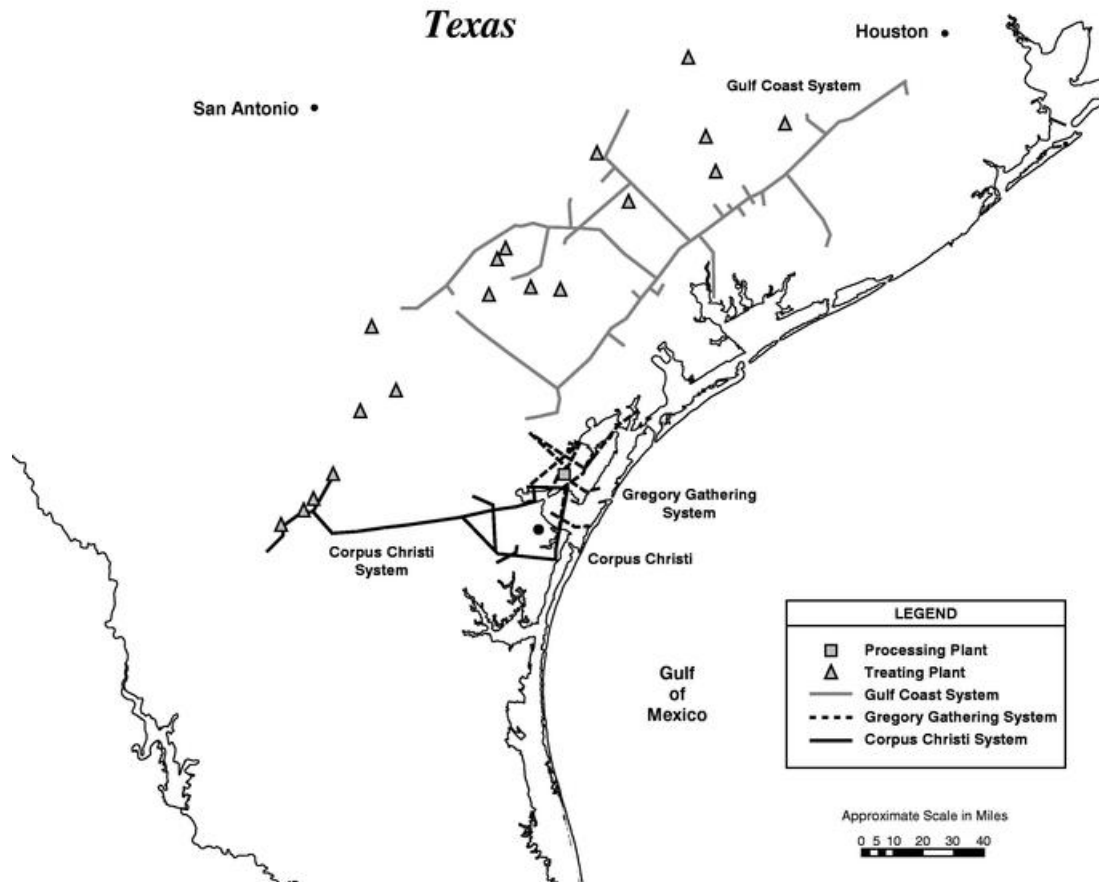 Texas
Houston
Gulf Coast System
San Antonio
Gregory Gathering
System
Corpus Christi
System
Corpus Christi
LEGEND
Processing Plant
Treating Plant
Gulf Coast System
Gregory Gathering System
Corpus Christi System
Gulf
of
Mexico
Approximate Scale in Miles
0 5 10 20 30 40